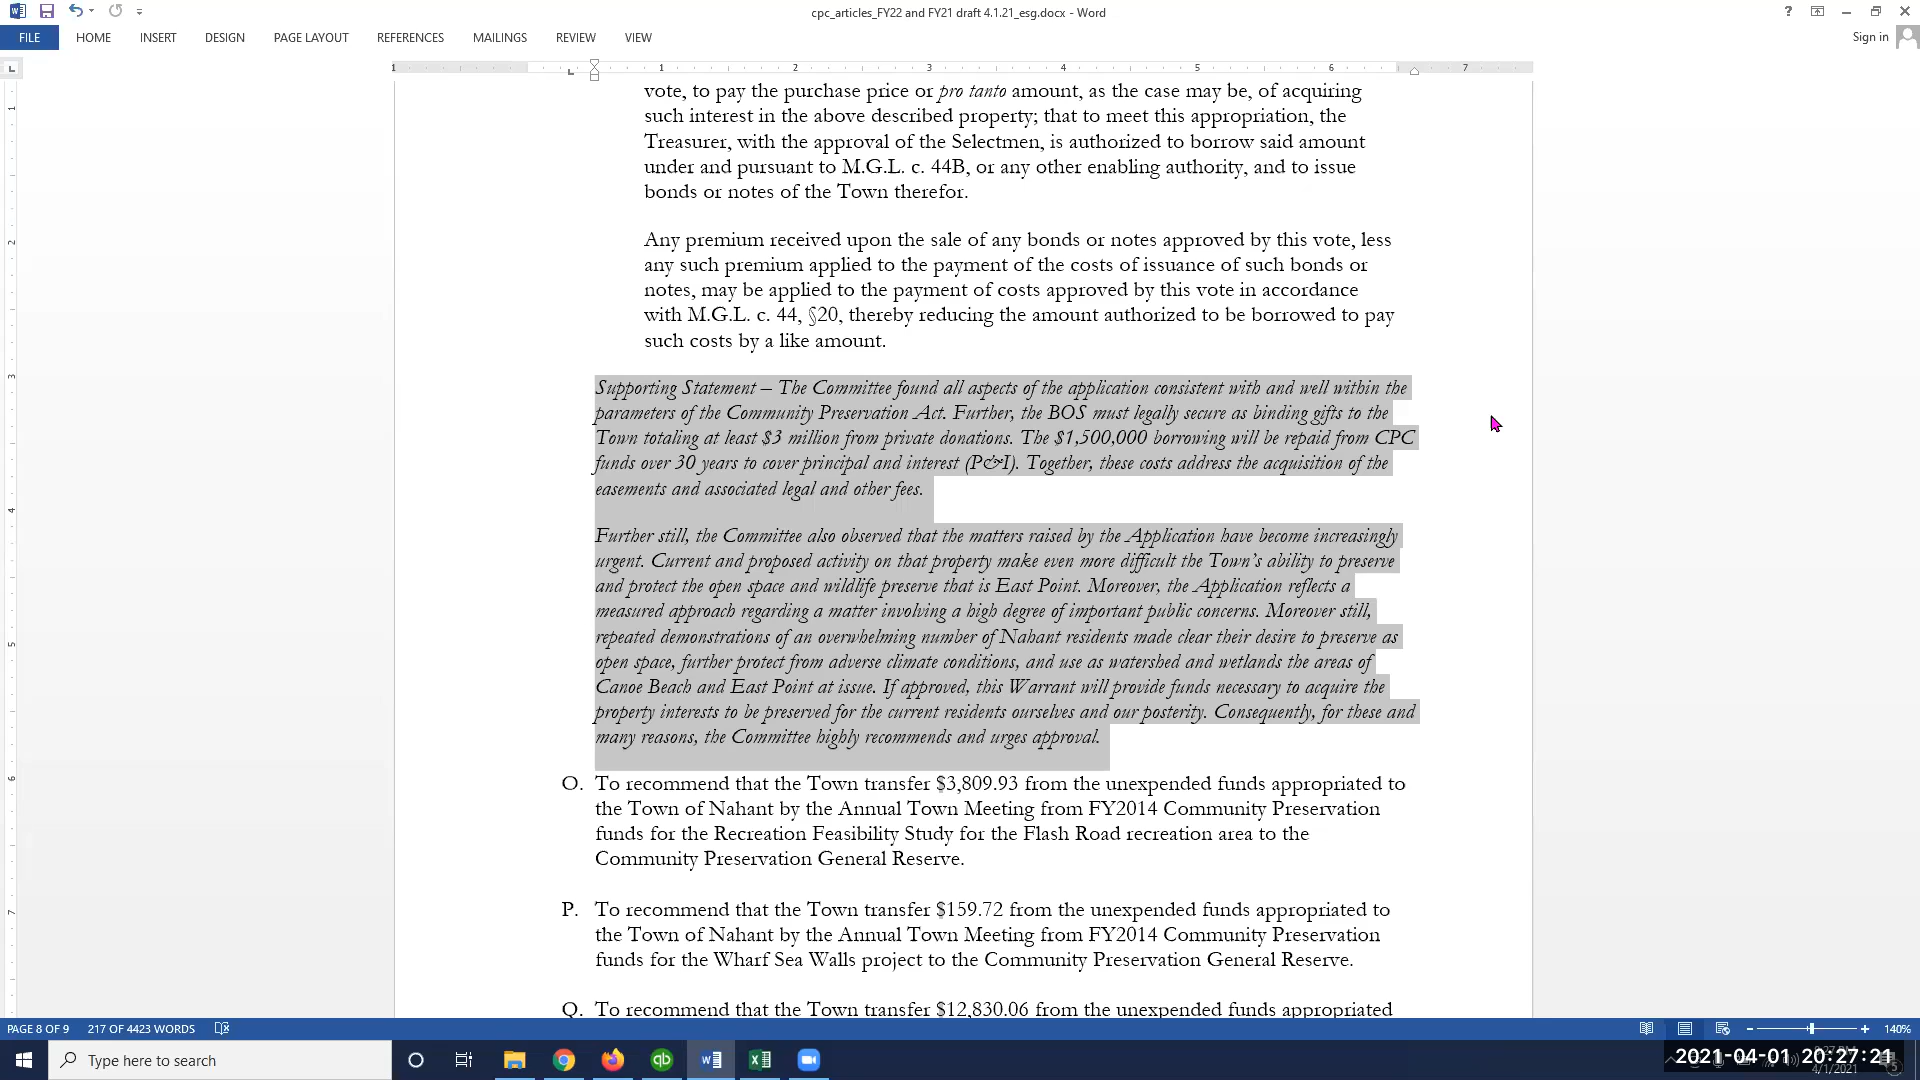 cpc_articles_FY22 and FY21 draft 4.1.21_esg.docx - Word
FILE HOME INSERT DESIGN PAGE LAYOUT REFERENCES MAILINGS REVIEW VIEW Sign in
1 1 2 3 4 5 6 7
vote, to pay the purchase price or pro tanto amount, as the case may be, of acquiring
such interest in the above described property; that to meet this appropriation, the
Treasurer, with the approval of the Selectmen, is authorized to borrow said amount
under and pursuant to M.G.L. c. 44B, or any other enabling authority, and to issue
bonds or notes of the Town therefor.
Any premium received upon the sale of any bonds or notes approved by this vote, less
any such premium applied to the payment of the costs of issuance of such bonds or
notes, may be applied to the payment of costs approved by this vote in accordance
with M.G.L. c. 44, §20, thereby reducing the amount authorized to be borrowed to pay
such costs by a like amount.
Supporting Statement – The Committee found all aspects of the application consistent with and well within the
parameters of the Community Preservation Act. Further, the BOS must legally secure as binding gifts to the
Town totaling at least $3 million from private donations. The $1,500,000 borrowing will be repaid from CPC
funds over 30 years to cover principal and interest (P&I). Together, these costs address the acquisition of the
easements and associated legal and other fees.
Further still, the Committee also observed that the matters raised by the Application have become increasingly
urgent. Current and proposed activity on that property make even more difficult the Town's ability to preserve
and protect the open space and wildlife preserve that is East Point. Moreover, the Application reflects a
measured approach regarding a matter involving a high degree of important public concerns. Moreover still,
repeated demonstrations of an overwhelming number of Nahant residents made clear their desire to preserve as
open space, further protect from adverse climate conditions, and use as watershed and wetlands the areas of
Canoe Beach and East Point at issue. If approved, this Warrant will provide funds necessary to acquire the
property interests to be preserved for the current residents ourselves and our posterity. Consequently, for these and
many reasons, the Committee highly recommends and urges approval.
O. To recommend that the Town transfer $3,809.93 from the unexpended funds appropriated to
the Town of Nahant by the Annual Town Meeting from FY2014 Community Preservation
funds for the Recreation Feasibility Study for the Flash Road recreation area to the
Community Preservation General Reserve.
P. To recommend that the Town transfer $159.72 from the unexpended funds appropriated to
the Town of Nahant by the Annual Town Meeting from FY2014 Community Preservation
funds for the Wharf Sea Walls project to the Community Preservation General Reserve.
Q. To recommend that the Town transfer $12,830.06 from the unexpended funds appropriated
PAGE 8 OF 9 217 OF 4423 WORDS 140%
Type here to search
2021-04-01 20:27:21
4/1/2021